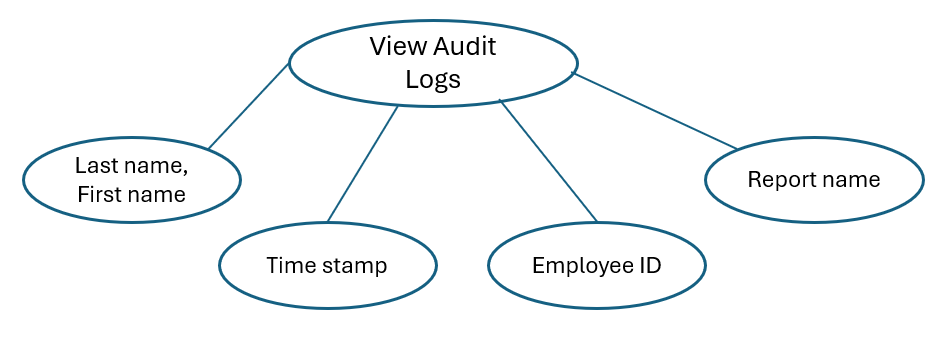 View Audit
Logs
Last name,
First name
Report name
Time stamp
Employee ID